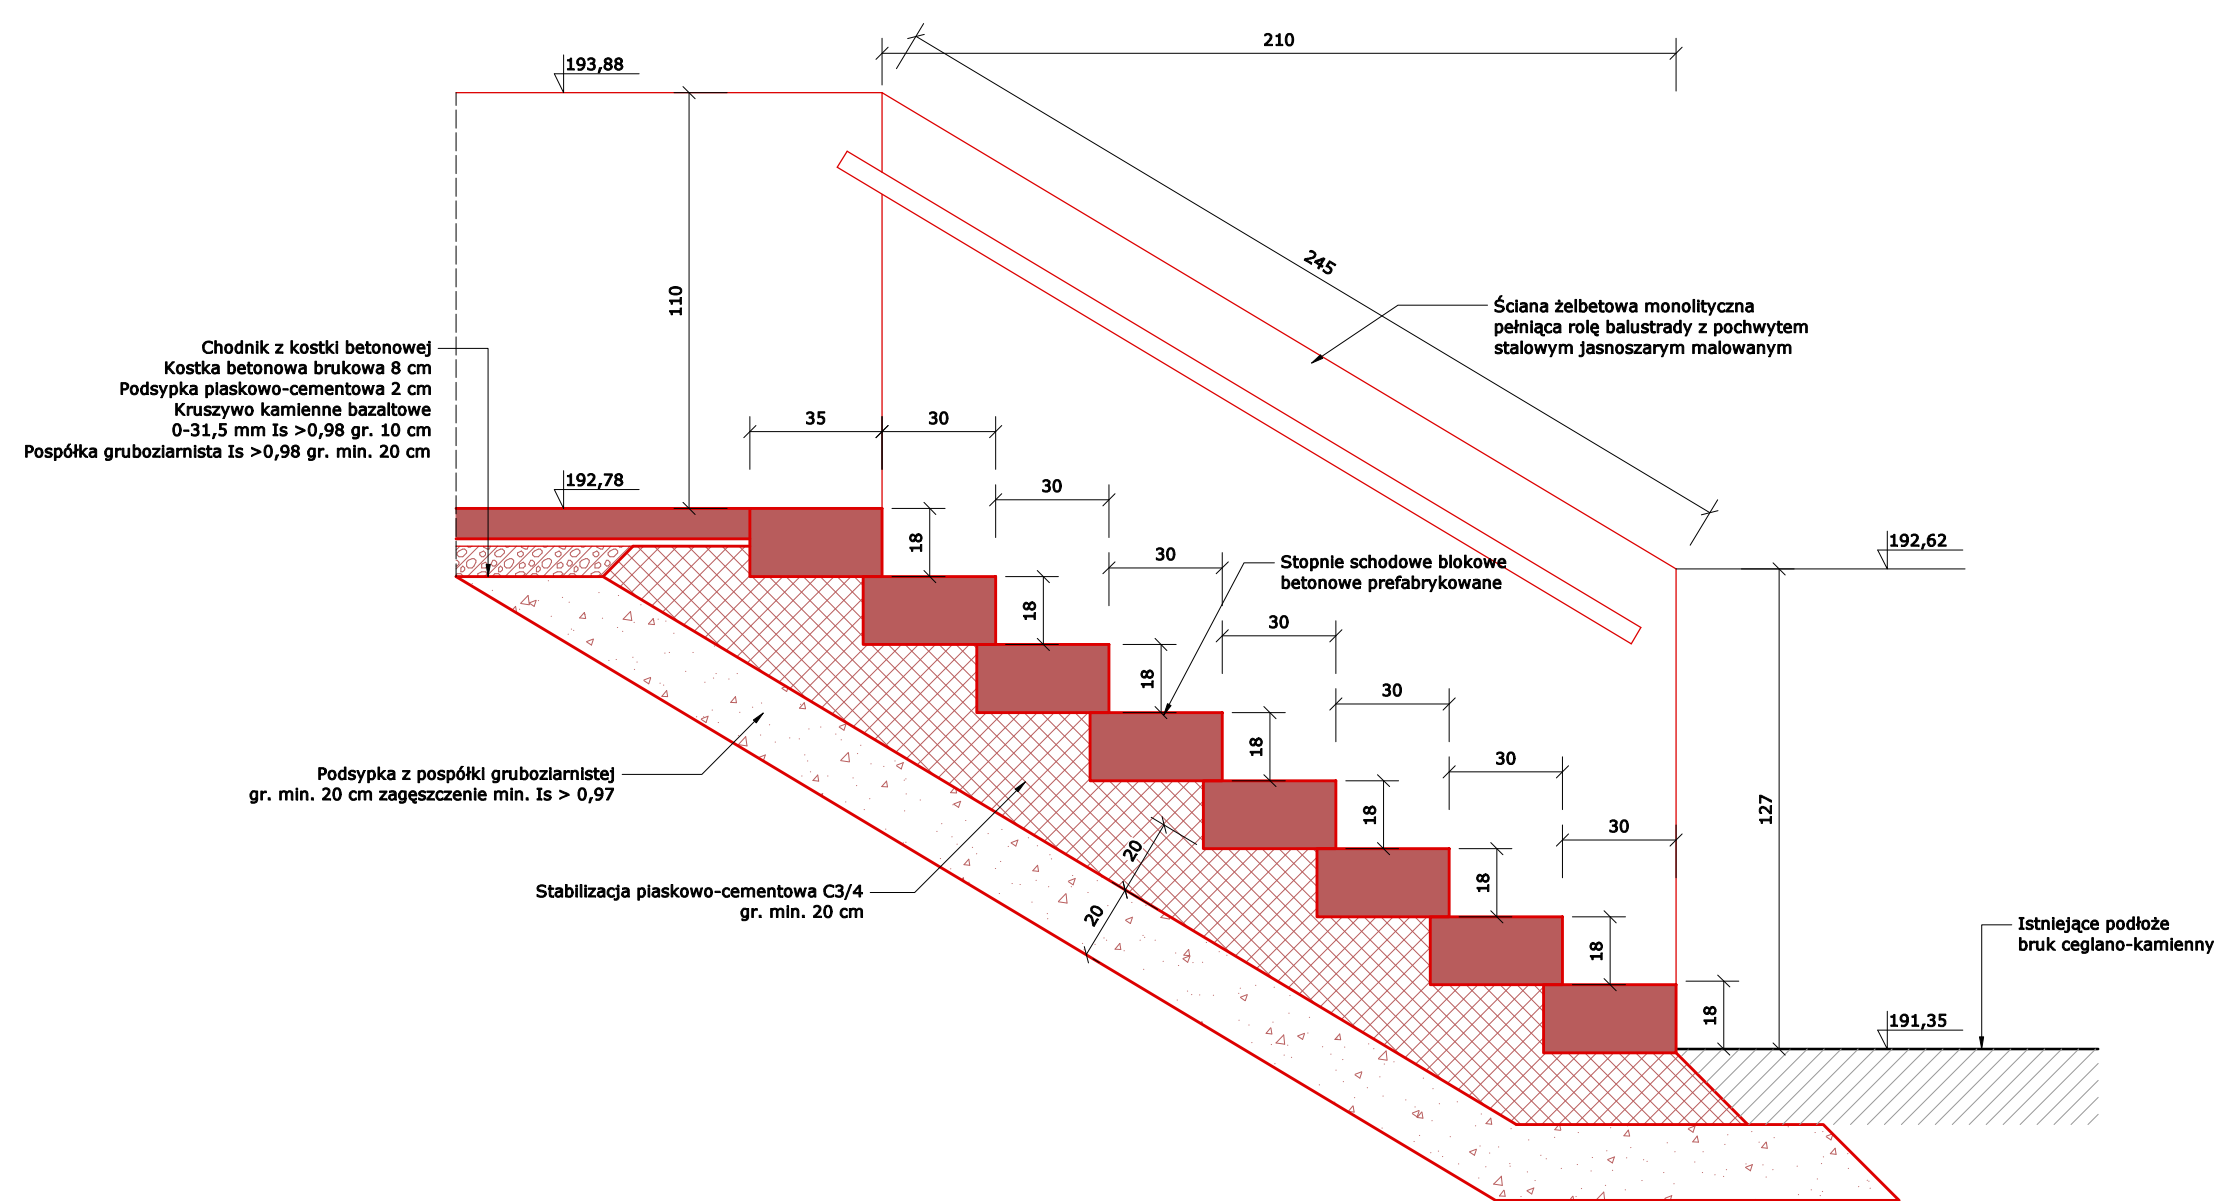 210
193,88
245
110
Ściana żelbetowa monolityczna
pełniąca rolę balustrady z pochwytem
stalowym jasnoszarym malowanym
Chodnik z kostki betonowej
Kostka betonowa brukowa 8 cm
Podsypka piaskowo-cementowa 2 cm
Kruszywo kamienne bazaltowe
0-31,5 mm Is >0,98 gr. 10 cm
Pospółka gruboziarnista Is >0,98 gr. min. 20 cm
35
30
192,78
30
18
192,62
30
Stopnie schodowe blokowe
betonowe prefabrykowane
18
30
18
30
18
30
Podsypka z pospółki gruboziarnistej
gr. min. 20 cm zagęszczenie min. Is > 0,97
18
127
30
20
18
Stabilizacja piaskowo-cementowa C3/4
gr. min. 20 cm
20
18
Istniejące podłoże
bruk ceglano-kamienny
18
191,35